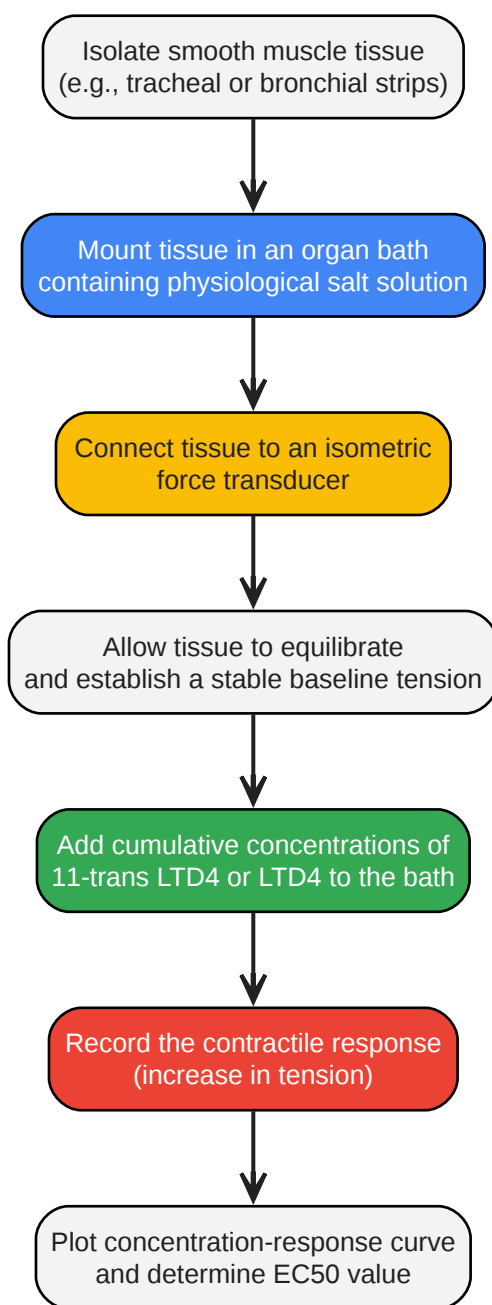 Isolate smooth muscle tissue
(e.g., tracheal or bronchial strips)
Mount tissue in an organ bath
containing physiological salt solution
Connect tissue to an isometric
force transducer
Allow tissue to equilibrate
and establish a stable baseline tension
Add cumulative concentrations of
11-trans LTD4 or LTD4 to the bath
Record the contractile response
(increase in tension)
Plot concentration-response curve
and determine EC50 value